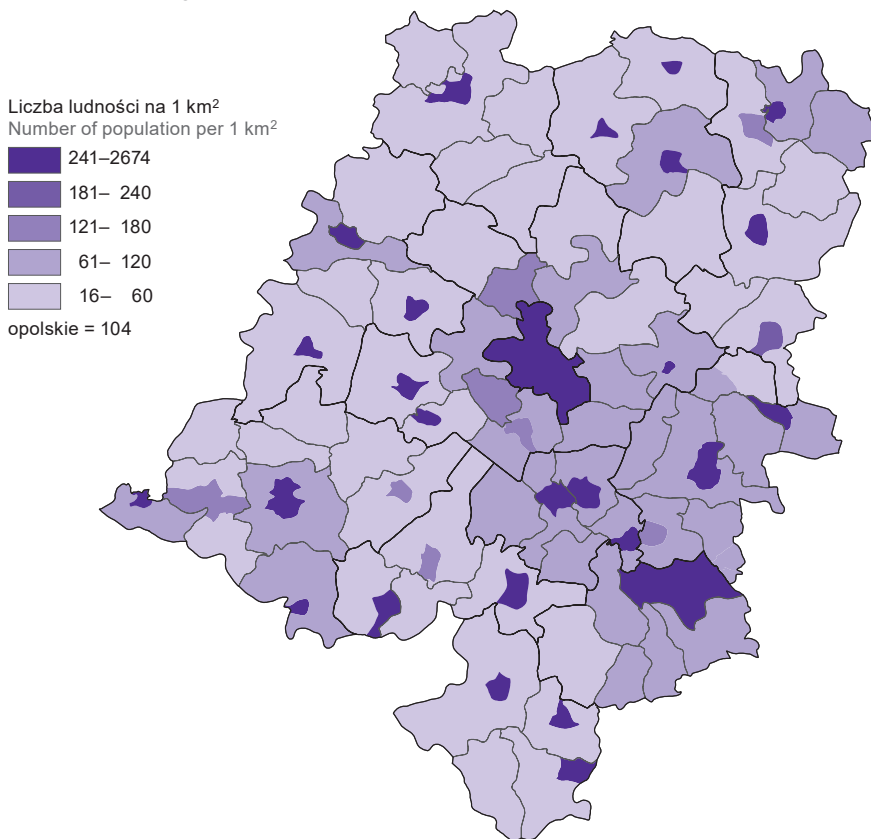 Liczba ludności na 1 km²
Number of population per 1 km²
241–2674
181– 240
121– 180
61– 120
16– 60
opolskie = 104